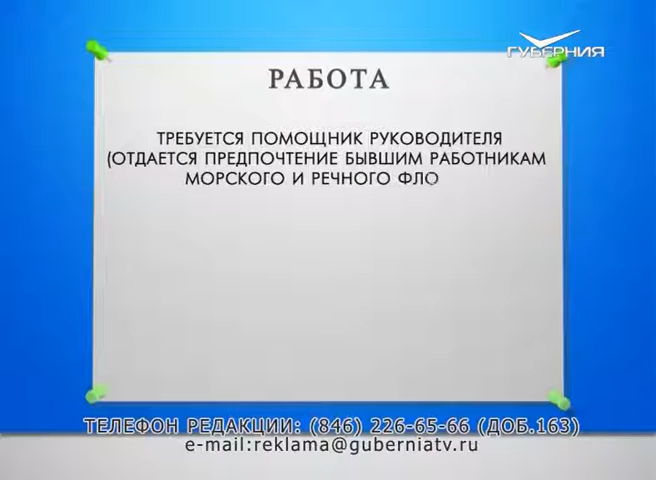 ГУБЕРНИЯ
РАБОТА
ТРЕБУЕТСЯ ПОМОЩНИК РУКОВОДИТЕЛЯ
(ОТДАЕТСЯ ПРЕДПОЧТЕНИЕ БЫВШИМ РАБОТНИКАМ
МОРСКОГО И РЕЧНОГО ФЛО
ТЕЛЕФОН РЕДАКЦИИ: (846) 226-65-66 (ДОБ.163)
e-mail:reklama@guberniatv.ru